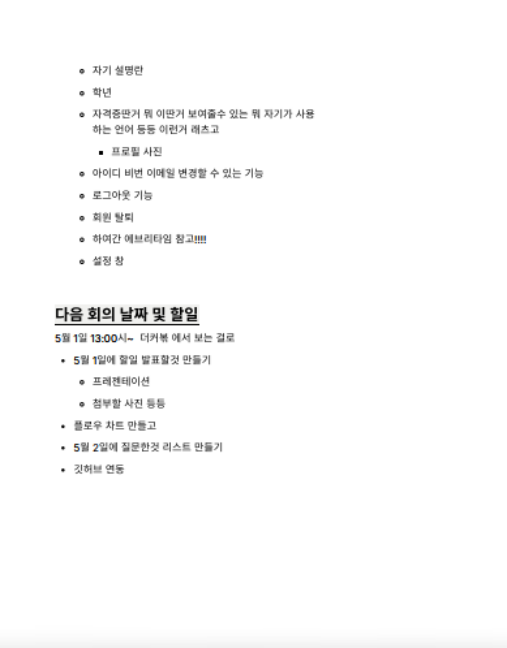 자기 설명란
학년
자격증딴거 뭐 이딴거 보여줄수 있는 뭐 자기가 사용
하는 언어 등등 이런거 래츠고
프로필 사진
아이디 비번 이메일 변경할 수 있는 기능
로그아웃 기능
회원 탈퇴
하여간 에브리타임 참고!!!!
설정 창
다음 회의 날짜 및 할일
5월 1일 13:00시~ 더커볶 에서 보는 걸로
5월 1일에 할일 발표할것 만들기
프레젠테이션
첨부할 사진 등등
플로우 차트 만들고
5월 2일에 질문한것 리스트 만들기
깃허브 연동